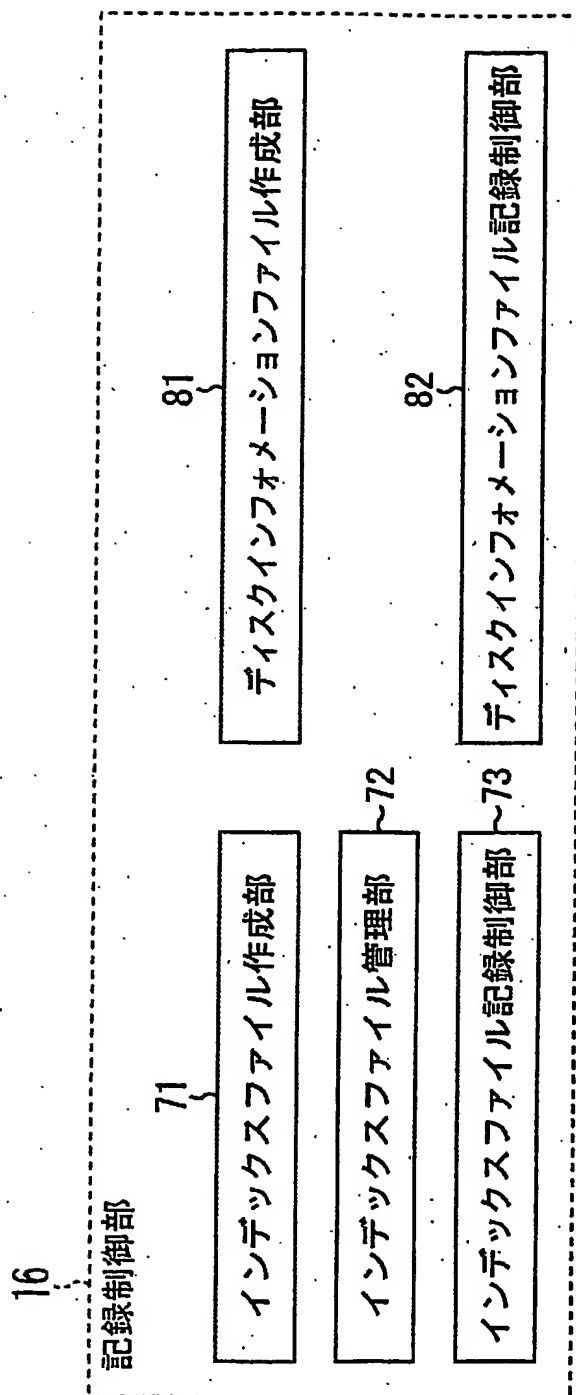 16
記録制御部
71
インデックスファイル作成部
インデックスファイル管理部
72
インデックスファイル記録制御部
73
81
ディスクインフォメーションファイル作成部
82
ディスクインフォメーションファイル記録制御部